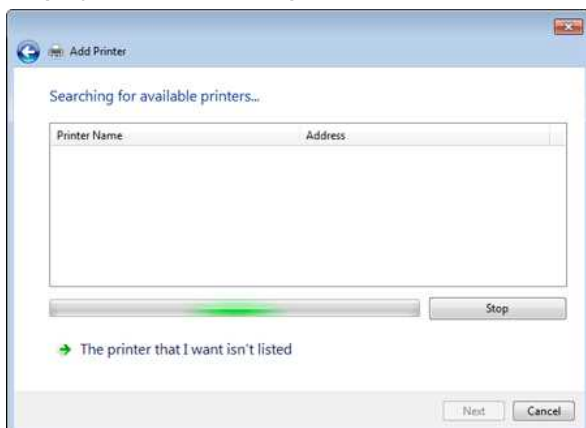 Add Printer
Searching for available printers...
Printer Name Address
Stop
The printer that I want isn't listed
Next Cancel